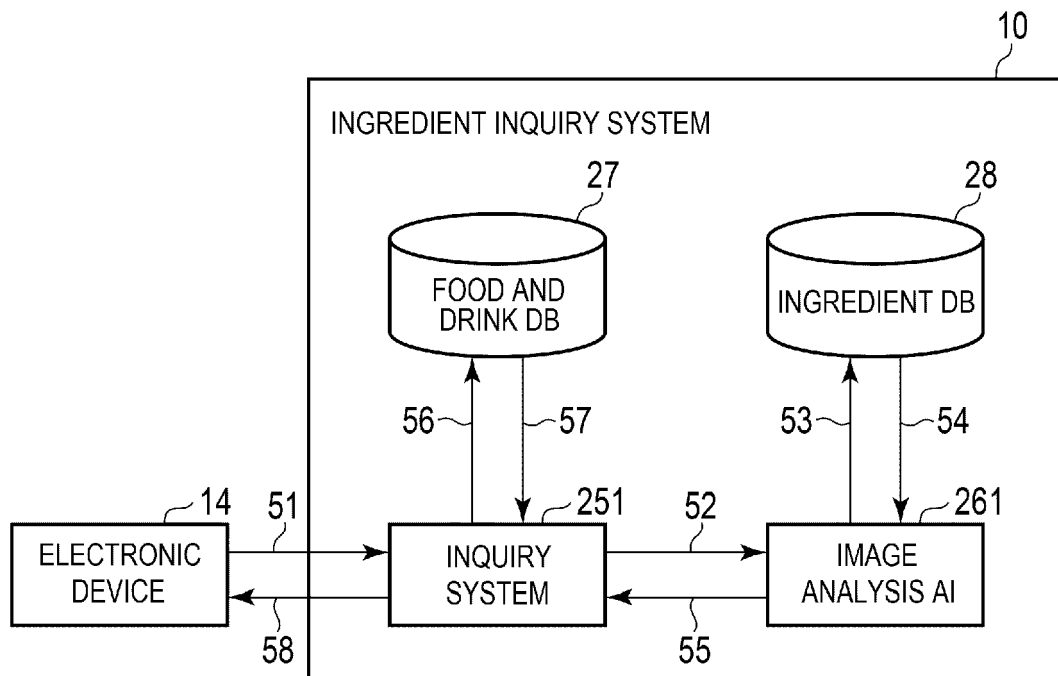 10
INGREDIENT INQUIRY SYSTEM
27
28
FOOD AND
DRINK DB
INGREDIENT DB
56
57
53
54
14
51
251
52
261
ELECTRONIC
DEVICE
INQUIRY
SYSTEM
IMAGE
ANALYSIS AI
58
55